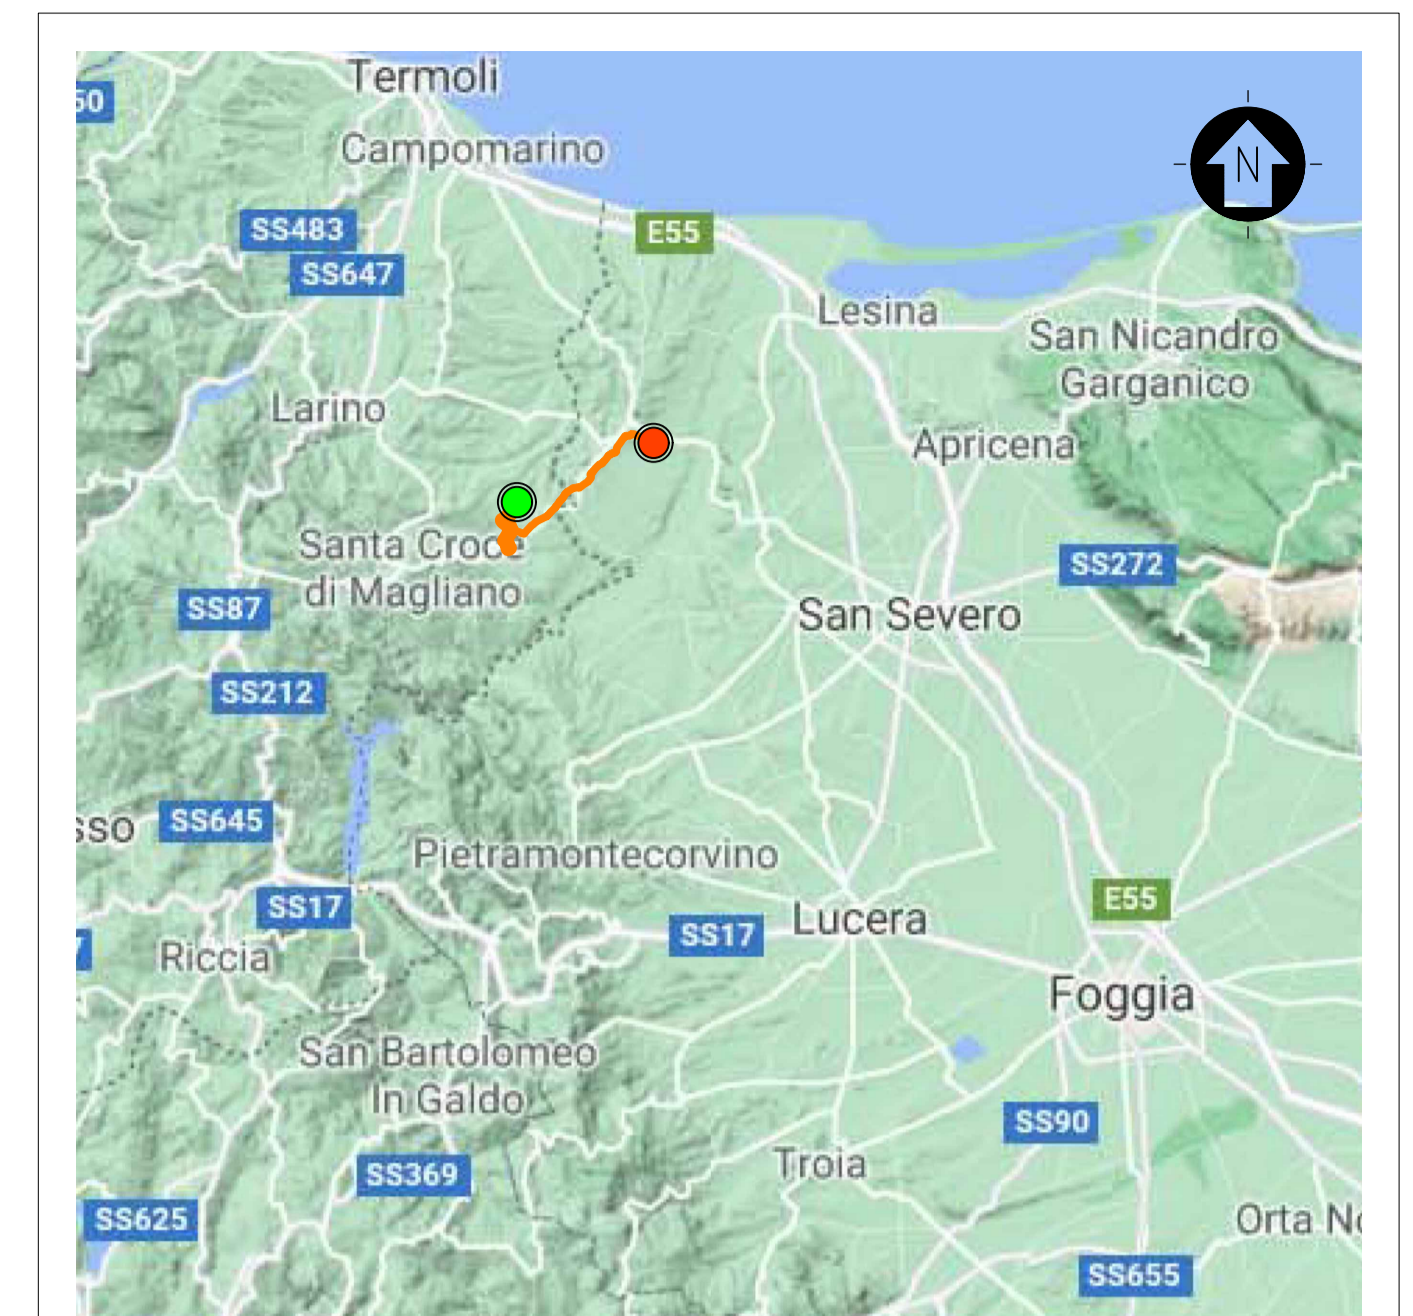 Termoli
50
Campomarino
SS483
E55
SS647
N
Lesina
San Nicandro
Garganico
Larino
Apricena
Santa Croce
di Magliano
SS272
SS87
San Severo
SS212
SS645
sso
Pietramontecorvino
SS17
SS17
Lucera
E55
7
Riccia
Foggia
San Bartolomeo
In Galdo
SS90
Troia
SS369
SS625
Orta No
SS655